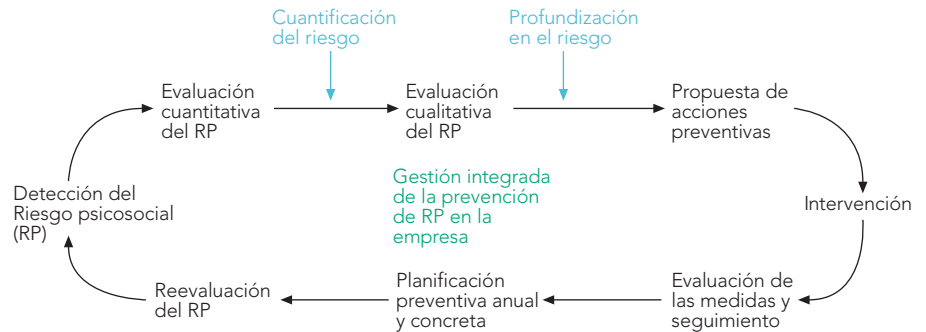 Cuantificación
del riesgo
Profundización
en el riesgo
Evaluación
cuantitativa
del RP
Evaluación
cualitativa
del RP
Propuesta de
acciones
preventivas
Gestión integrada
de la prevención
de RP en la
empresa
Detección del
Riesgo psicosocial
(RP)
Intervención
Reevaluación
del RP
Planificación
preventiva anual
y concreta
Evaluación de
las medidas y
seguimiento